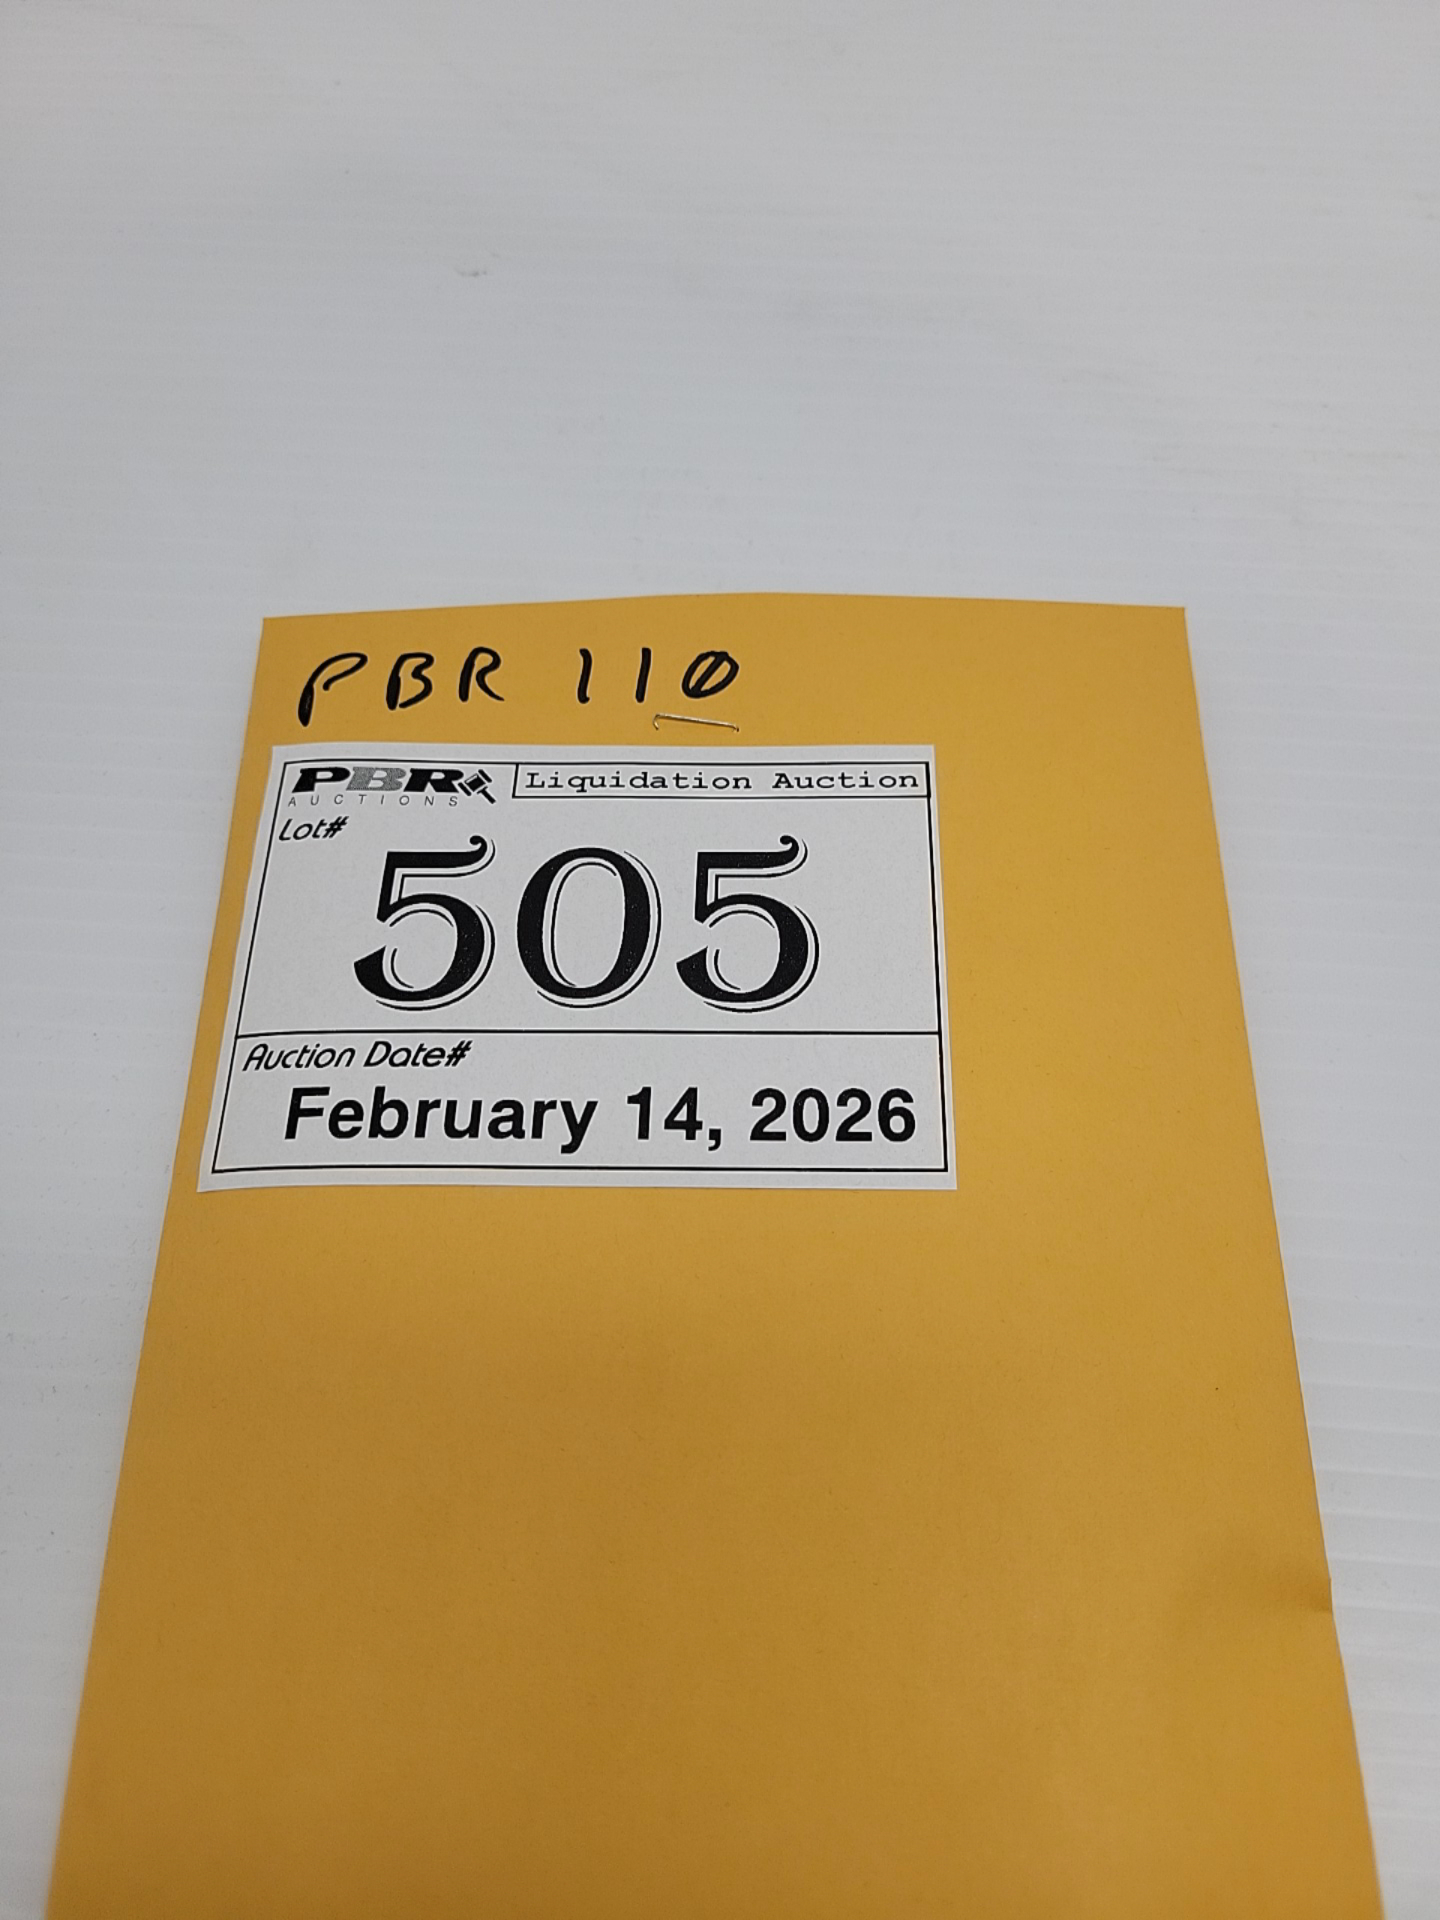 PBR 110
PBR Liquidation Auction
AUCTIONS
Lot#
505
Auction Date#
February 14, 2026